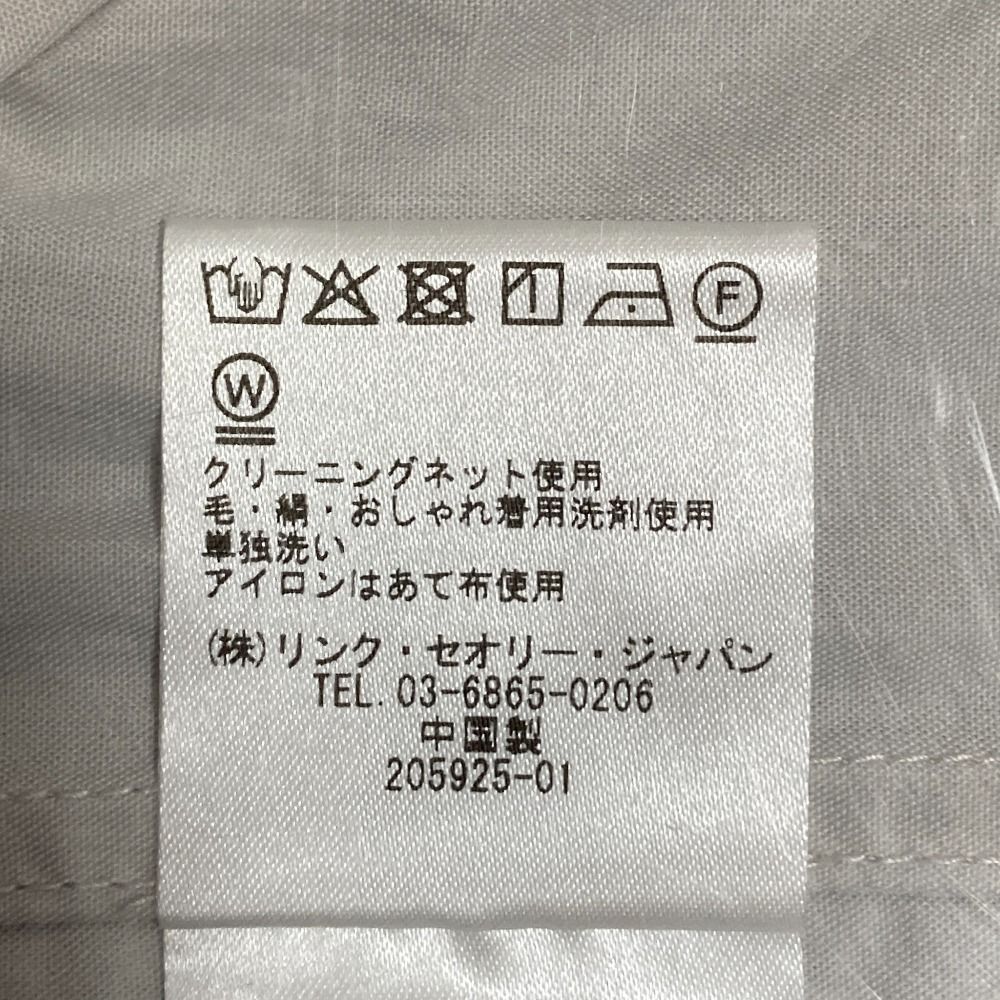 F
W
クリーニングネット使用
毛・絹・おしゃれ着用洗剤使用
単独洗い
アイロンはあて布使用
(株)リンク・セオリー・ジャパン
TEL. 03-6865-0206
中国製
205925-01